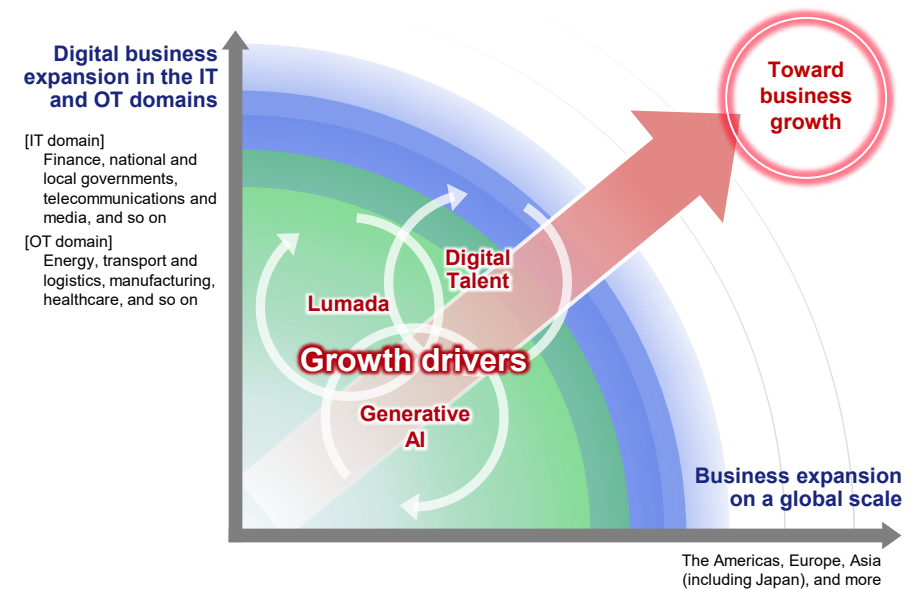 Digital business
expansion in the IT
and OT domains
[IT domain]
Finance, national and
local governments,
telecommunications and
media, and so on
[OT domain]
Energy, transport and
logistics, manufacturing,
healthcare, and so on
Toward
business
growth
Digital
Talent
Lumada
Growth drivers
Generative
AI
Business expansion
on a global scale
The Americas, Europe, Asia
(including Japan), and more